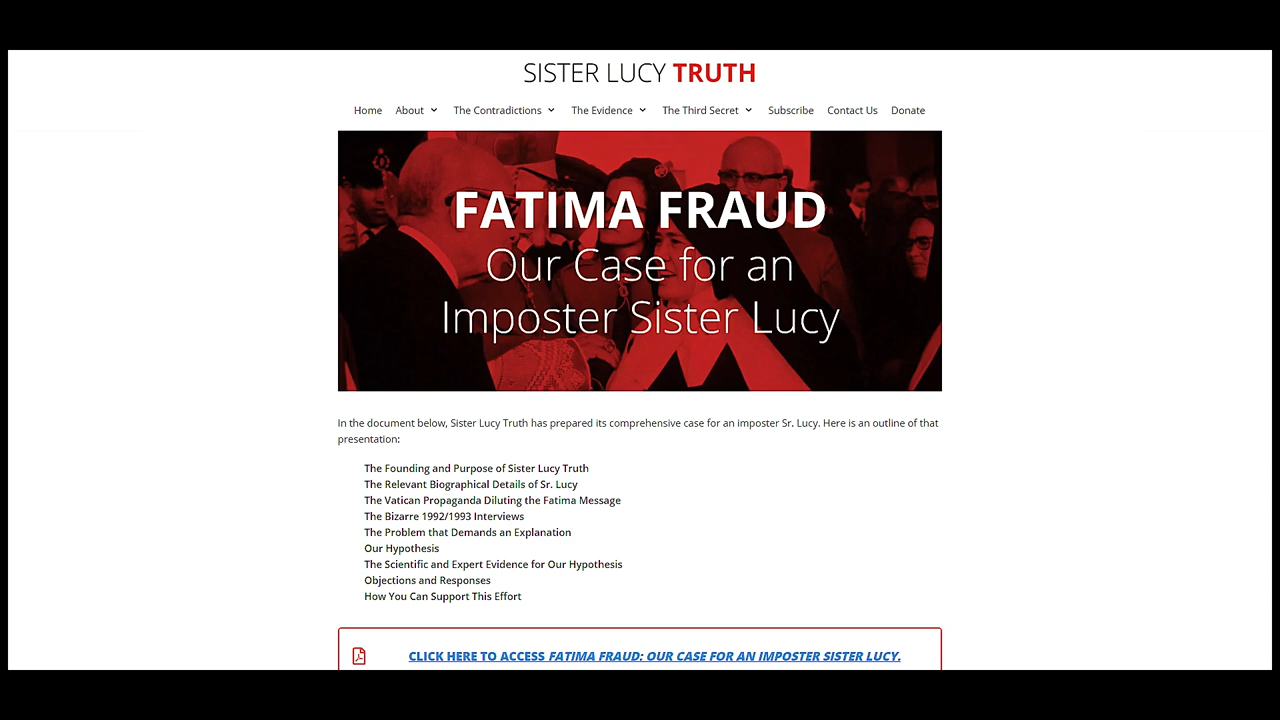 SISTER LUCY TRUTH
Home About The Contradictions The Evidence The Third Secret Subscribe Contact Us Donate
FATIMA FRAUD
Our Case for an
Imposter Sister Lucy
In the document below, Sister Lucy Truth has prepared its comprehensive case for an imposter Sr. Lucy. Here is an outline of that
presentation:
The Founding and Purpose of Sister Lucy Truth
The Relevant Biographical Details of Sr. Lucy
The Vatican Propaganda Diluting the Fatima Message
The Bizarre 1992/1993 Interviews
The Problem that Demands an Explanation
Our Hypothesis
The Scientific and Expert Evidence for Our Hypothesis
Objections and Responses
How You Can Support This Effort
CLICK HERE TO ACCESS FATIMA FRAUD: OUR CASE FOR AN IMPOSTER SISTER LUCY.